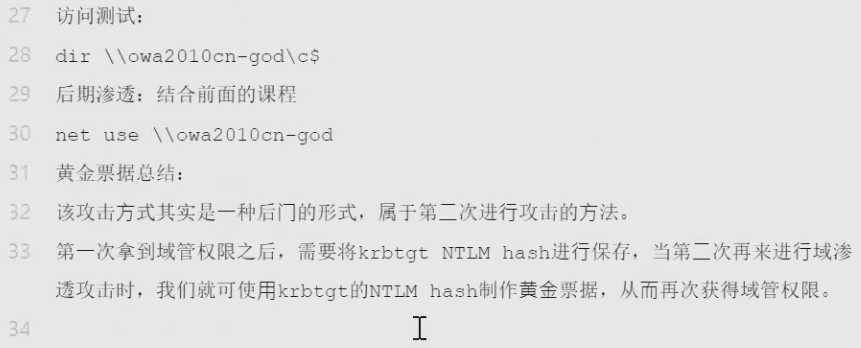 27 访问测试：
28 dir \\owa2010cn-god\c$
29 后期渗透：结合前面的课程
30 net use \\owa2010cn-god
31 黄金票据总结：
32 该攻击方式其实是一种后门的形式，属于第二次进行攻击的方法。
33 第一次拿到域管权限之后，需要将krbtgt NTLM hash进行保存，当第二次再来进行域渗
透攻击时，我们就可使用krbtgt的NTLM hash制作黄金票据，从而再次获得域管权限。
34